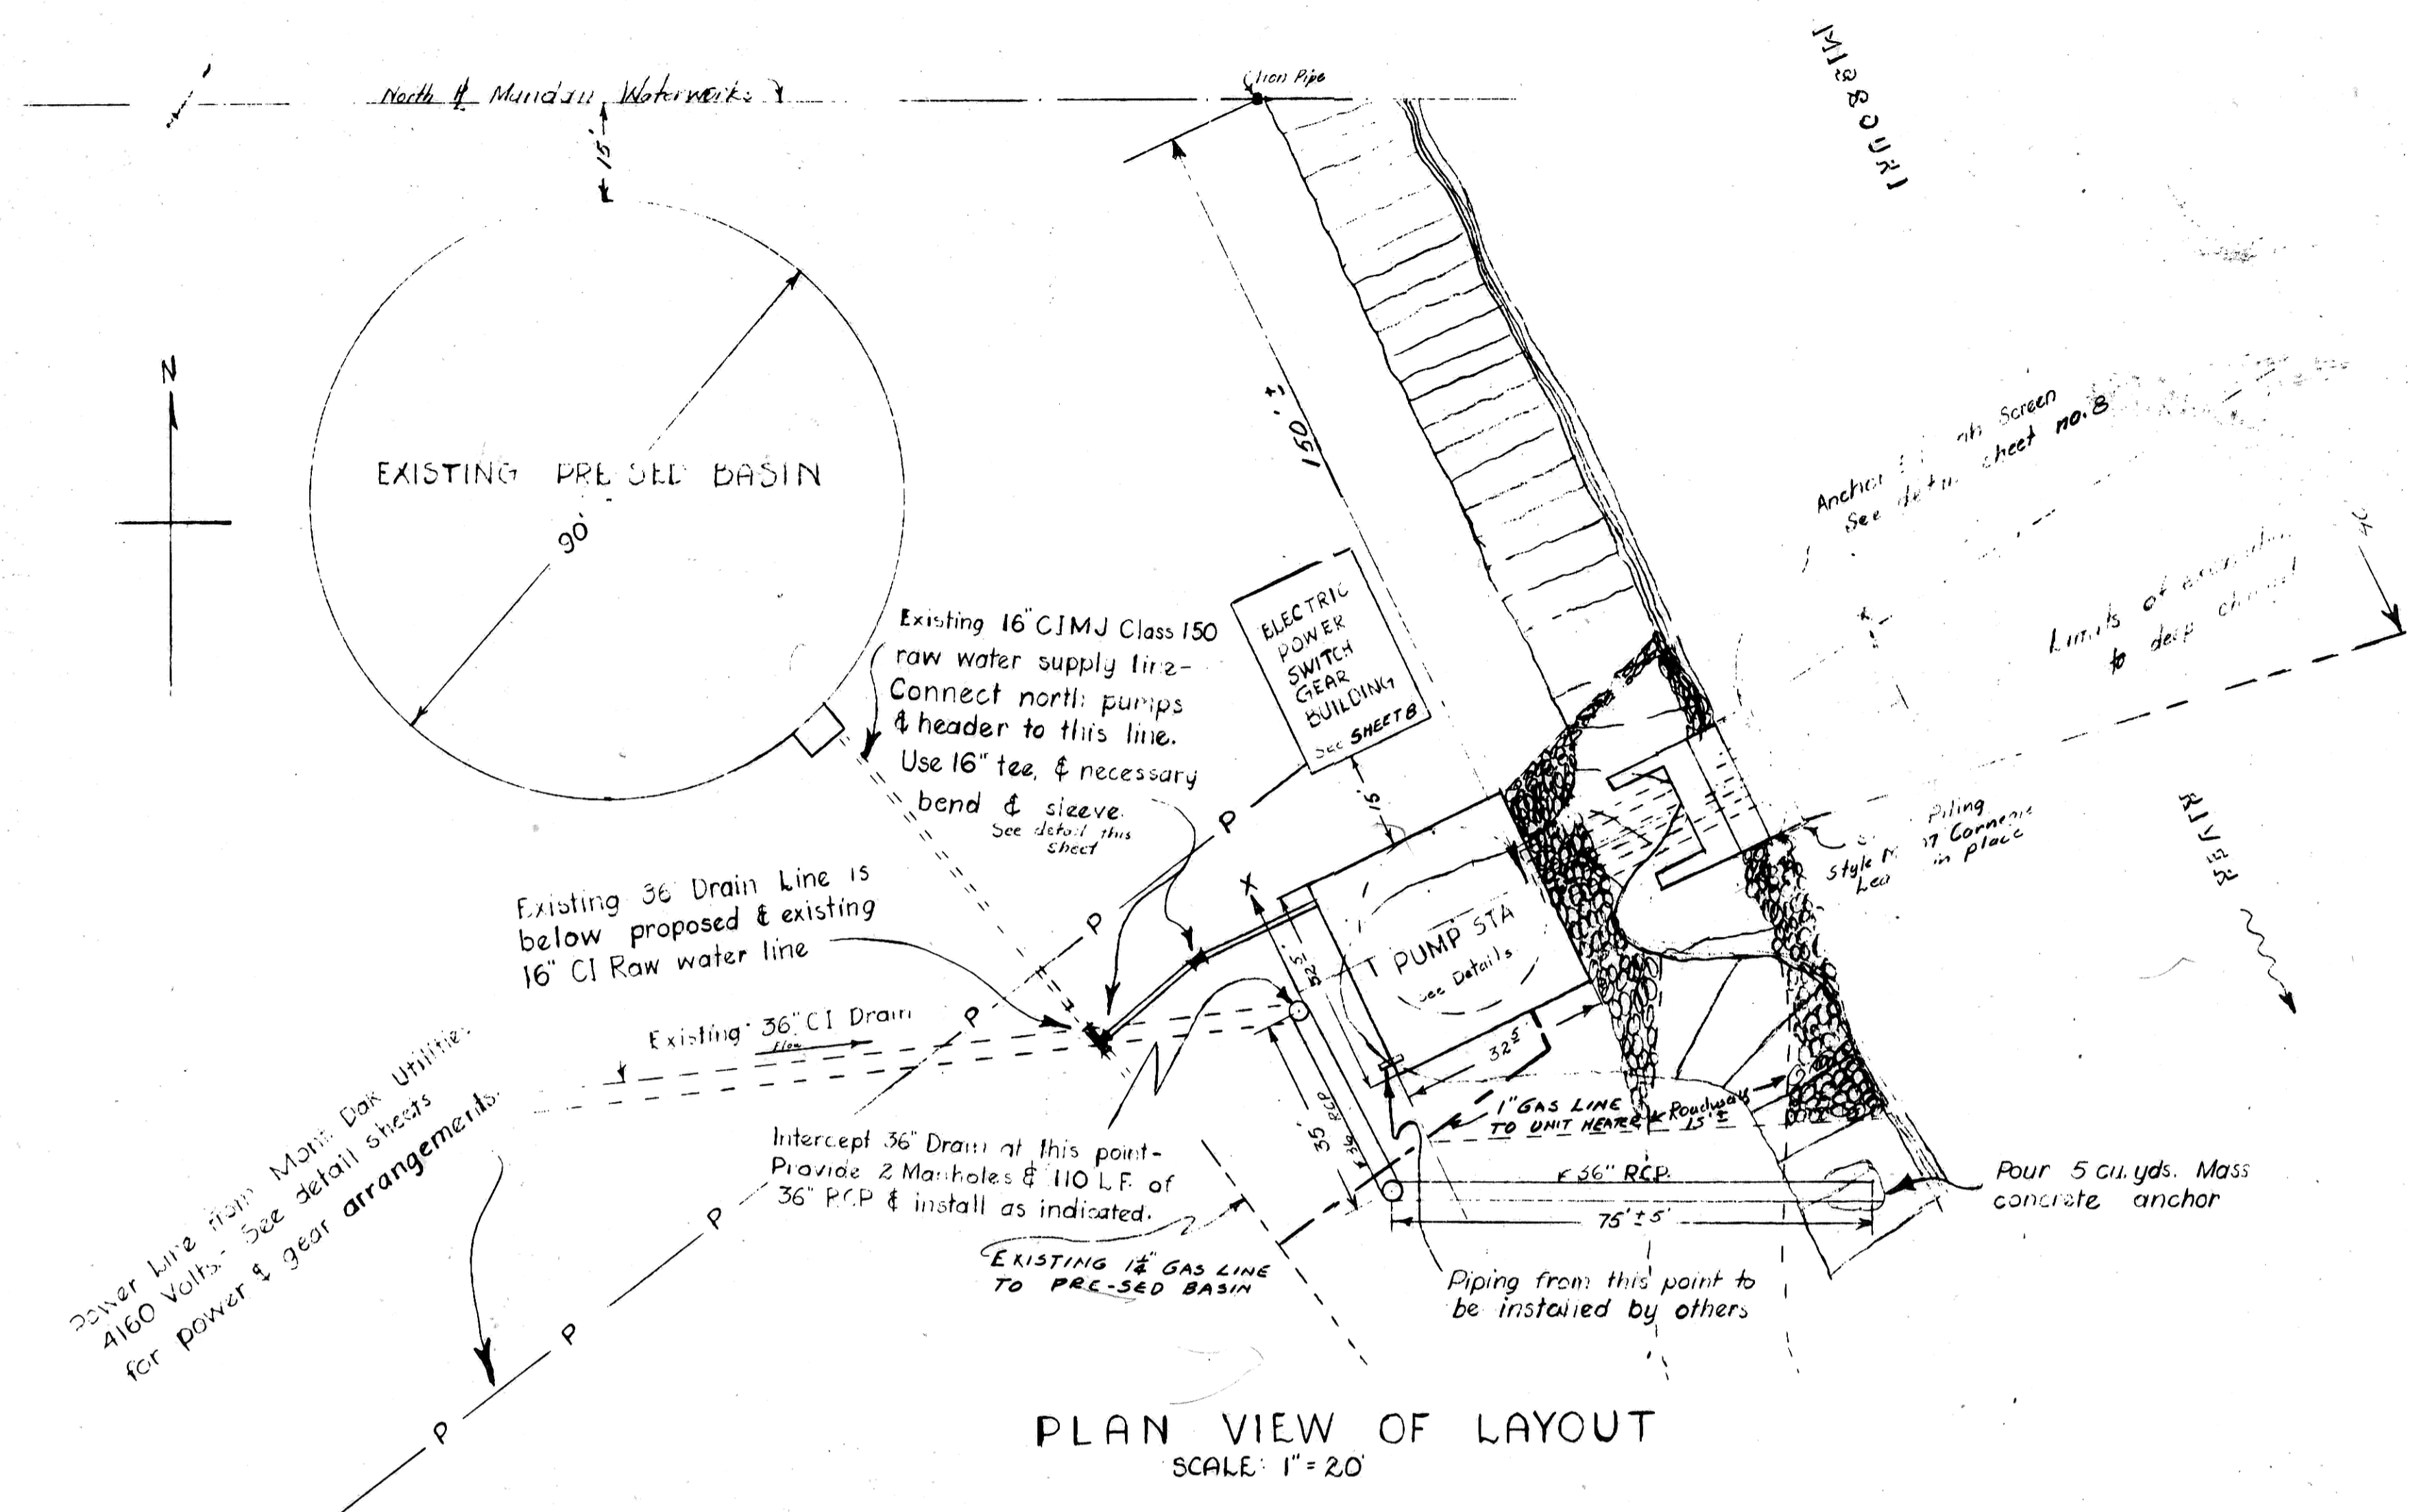 MISSOURI
Iron Pipe
North ⅊ Mandan Waterworks
15'
N
150'±
EXISTING PRE SED BASIN
90'
Screen
See sheet no. 8
Limits of
to deep channel
ELECTRIC
POWER
SWITCH
GEAR
BUILDING
See SHEET 8
Existing 16" CIMJ Class 150
raw water supply line-
Connect north pumps
& header to this line.
Use 16" tee, & necessary
bend & sleeve.
See detail this
sheet
15'
P
P
P
P
P
P
X
Piling
Style
in place
RIVER
Existing 36" Drain Line is
below proposed & existing
16" CI Raw water line
PUMP STA
See Details
32⁵'
32⁵'
Existing 36" CI Drain
flow
Power Line from Mont. Dak Utilities
4160 Volts.- See detail sheets
for power & gear arrangements.
35'
36" RCP
1" GAS LINE
TO UNIT HEATER
Roadway
15'±
Intercept 36" Drain at this point-
Provide 2 Manholes & 110 L.F. of
36" RCP & install as indicated.
36" RCP.
75'±5'
Pour 5 cu. yds. Mass
concrete anchor
EXISTING 1¼" GAS LINE
TO PRE-SED BASIN
Piping from this point to
be installed by others
PLAN VIEW OF LAYOUT
SCALE: 1" = 20'